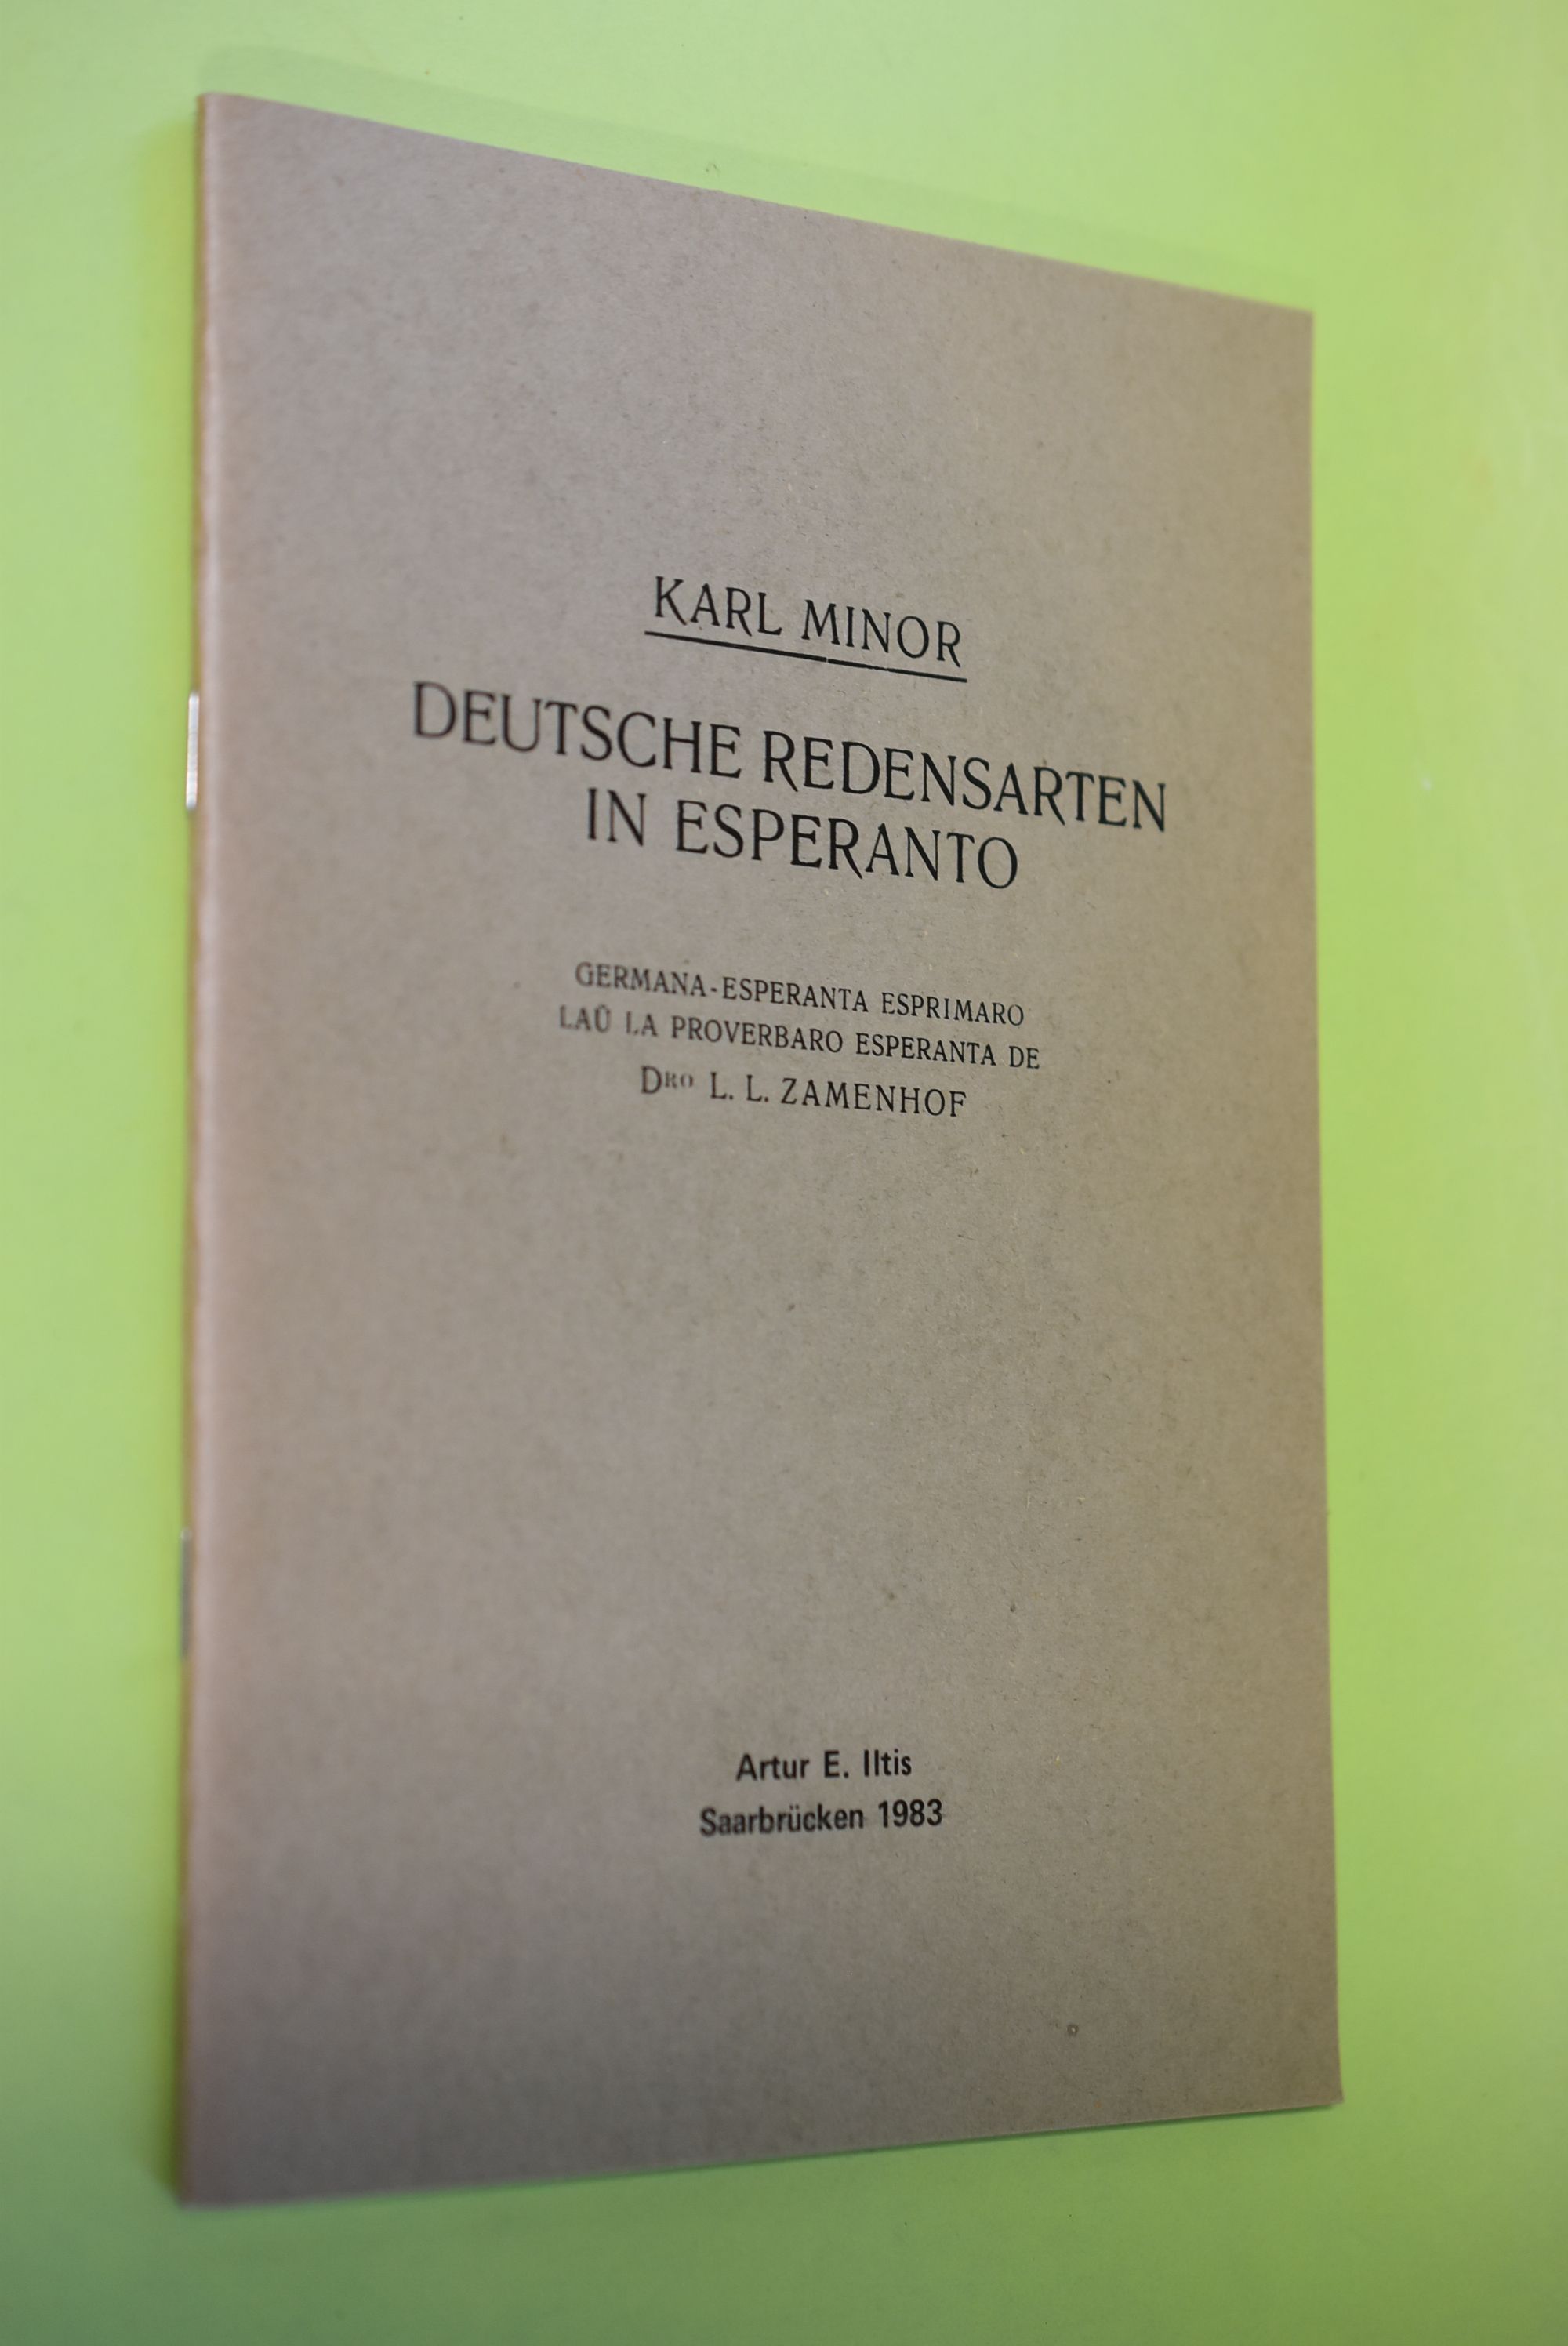 KARL MINOR
DEUTSCHE REDENSARTEN
IN ESPERANTO
GERMANA-ESPERANTA ESPRIMARO
LAŬ LA PROVERBARO ESPERANTA DE
DRO L. L. ZAMENHOF
Artur E. Iltis
Saarbrücken 1983